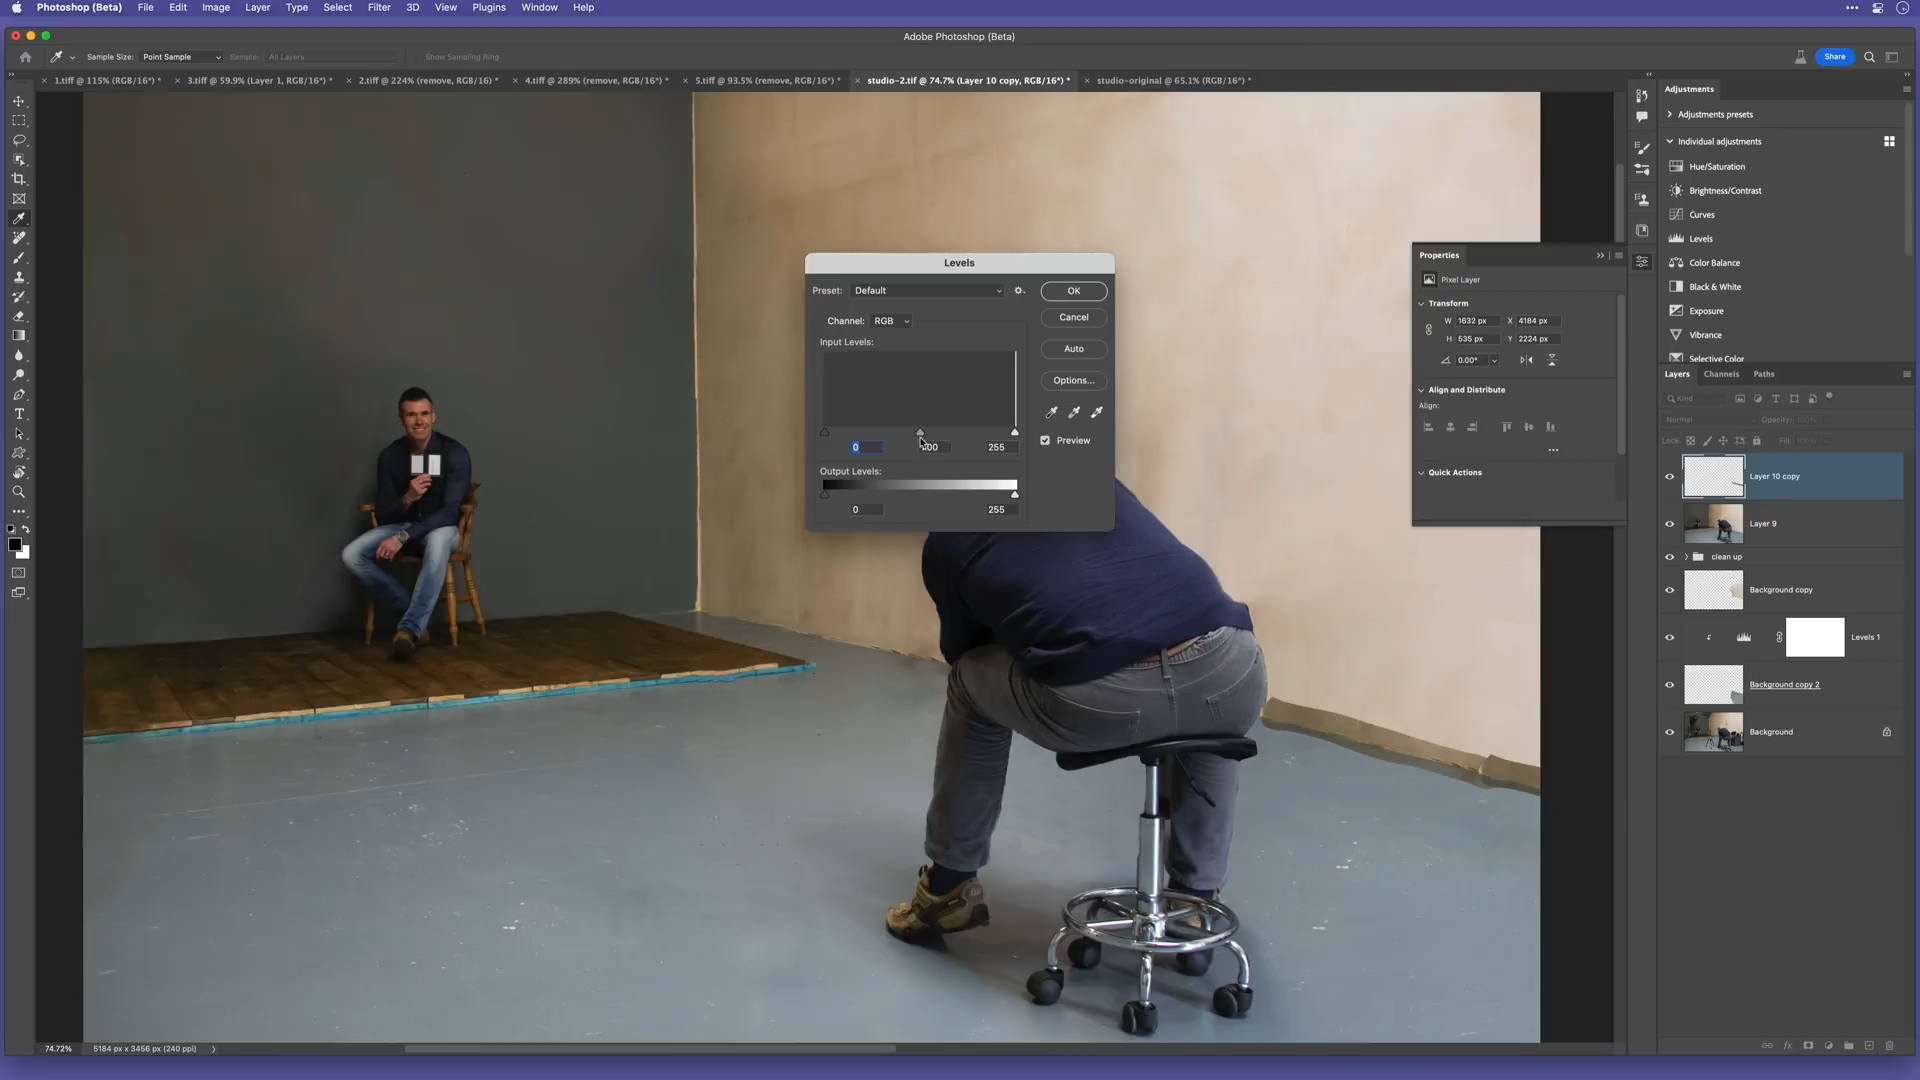 Photoshop (Beta) File Edit Image Layer Type Select Filter 3D View Plugins Window Help
Adobe Photoshop (Beta)
Sample Size: Point Sample Sample: All Layers Show Sampling Ring Share
1.tiff @ 115% (RGB/16*) * 3.tiff @ 59.9% (Layer 1, RGB/16*) * 2.tiff @ 224% (remove, RGB/16) * 4.tiff @ 289% (remove, RGB/16*) * 5.tiff @ 93.5% (remove, RGB/16*) * studio-2.tif @ 74.7% (Layer 10 copy, RGB/16*) * studio-original @ 65.1% (RGB/16*) *
Adjustments
Adjustments presets
Individual adjustments
Hue/Saturation
Brightness/Contrast
Curves
Levels
Color Balance
Black & White
Exposure
Vibrance
Selective Color
Levels
Preset: Default OK
Cancel
Channel: RGB
Input Levels:
Auto
Options...
Preview
0 255
Output Levels:
0 255
Properties
Pixel Layer
Transform
W 1632 px X 4184 px
H 535 px Y 2224 px
0.00°
Align and Distribute
Align:
Quick Actions
Layers Channels Paths
Kind
Normal Opacity: 100%
Lock: Fill: 100%
Layer 10 copy
Layer 9
clean up
Background copy
Levels 1
Background copy 2
Background
74.72% 5184 px x 3456 px (240 ppi)